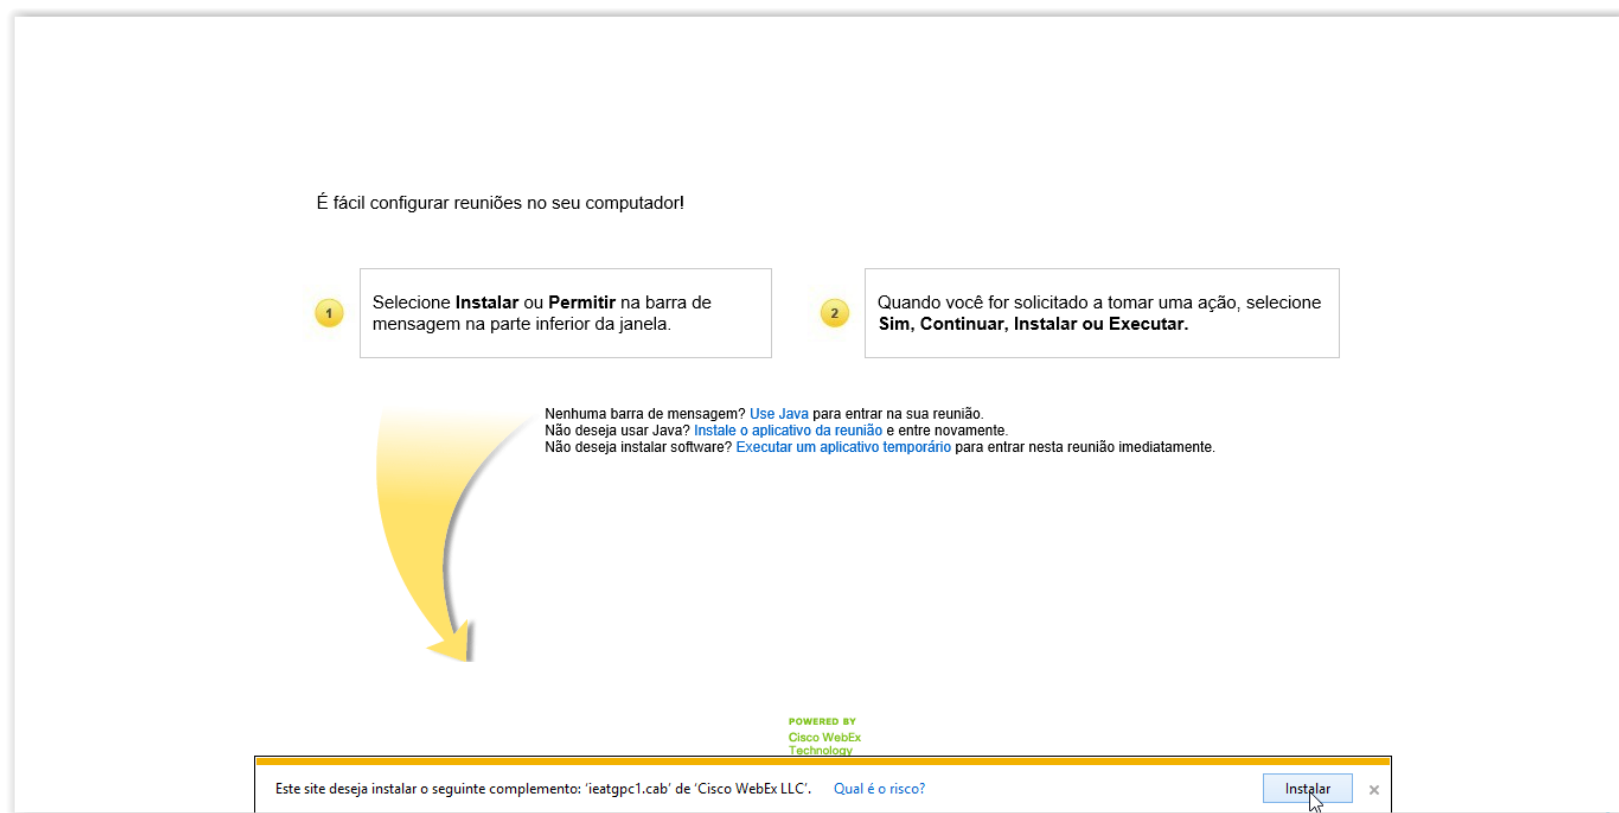 É fácil configurar reuniões no seu computador!
1
Selecione Instalar ou Permitir na barra de
mensagem na parte inferior da janela.
2
Quando você for solicitado a tomar uma ação, selecione
Sim, Continuar, Instalar ou Executar.
Nenhuma barra de mensagem? Use Java para entrar na sua reunião.
Não deseja usar Java? Instale o aplicativo da reunião e entre novamente.
Não deseja instalar software? Executar um aplicativo temporário para entrar nesta reunião imediatamente.
POWERED BY
Cisco WebEx
Technology
Este site deseja instalar o seguinte complemento: 'ieatgpc1.cab' de 'Cisco WebEx LLC'. Qual é o risco? Instalar ×